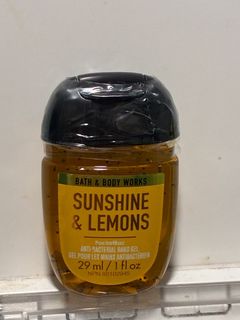 BATH & BODY WORKS
SUNSHINE
& LEMONS
PocketBac
ANTI-BACTERIAL HAND GEL
GEL POUR LES MAINS ANTIBACTÉRIEN
29 ml / 1 fl oz